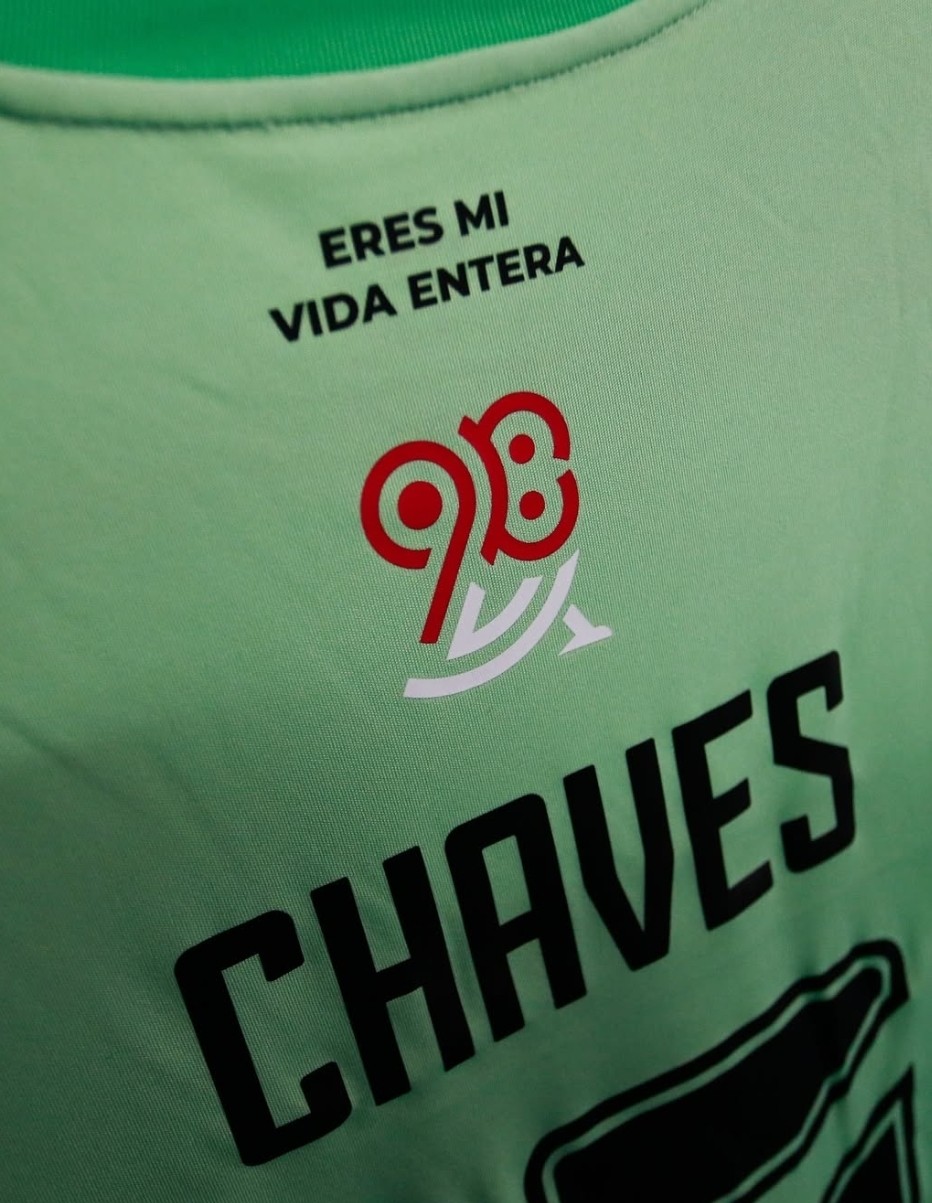 ERES MI
VIDA ENTERA
98
CHAVES